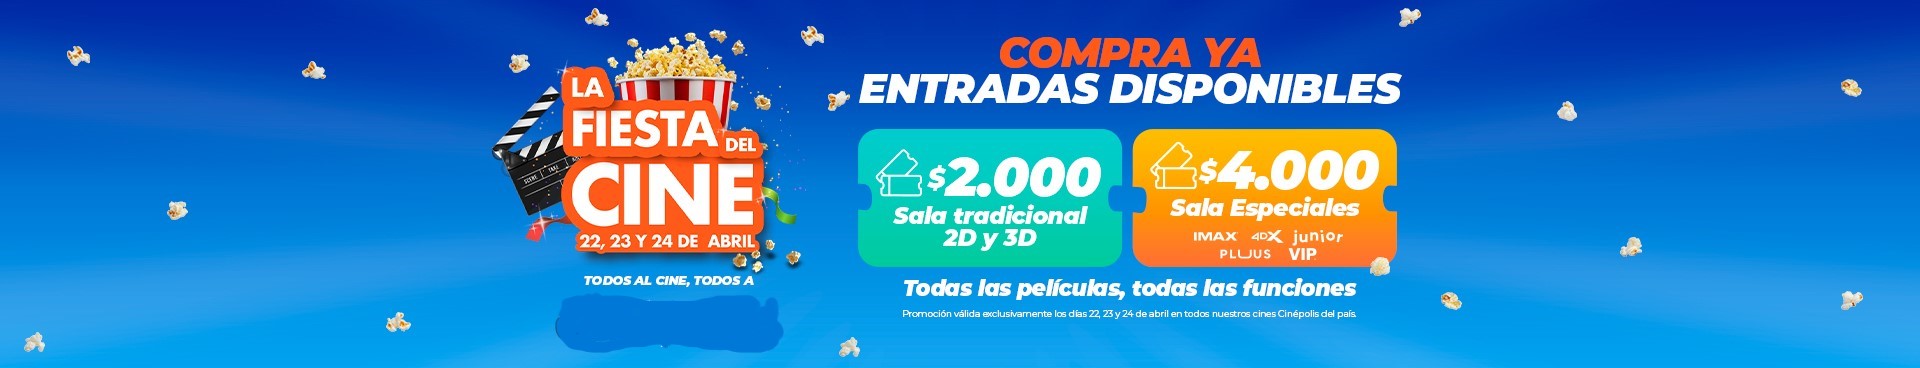 LA
FIESTA DEL
CINE
22, 23 Y 24 DE ABRIL
TODOS AL CINE, TODOS A
COMPRA YA
ENTRADAS DISPONIBLES
$2.000
Sala tradicional
2D y 3D
$4.000
Sala Especiales
IMAX 4DX junior
PLUUS VIP
Todas las películas, todas las funciones
Promoción válida exclusivamente los días 22, 23 y 24 de abril en todos nuestros cines Cinépolis del país.
SCENE TAKE